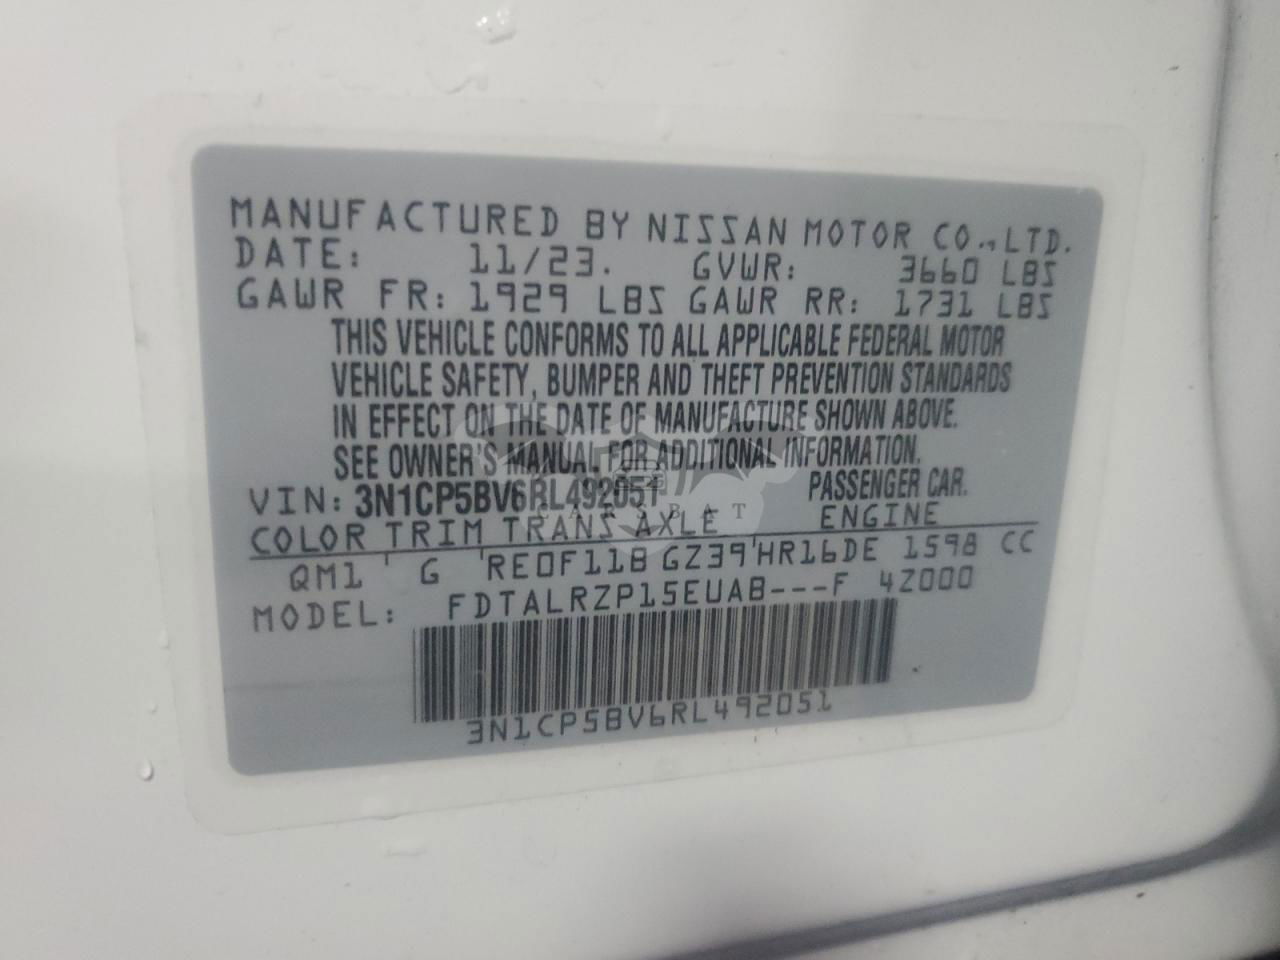 MANUFACTURED BY NISSAN MOTOR CO., LTD.
DATE: 11/23. GVWR: 3660 LBS
GAWR FR: 1929 LBS GAWR RR: 1731 LBS
THIS VEHICLE CONFORMS TO ALL APPLICABLE FEDERAL MOTOR
VEHICLE SAFETY, BUMPER AND THEFT PREVENTION STANDARDS
IN EFFECT ON THE DATE OF MANUFACTURE SHOWN ABOVE.
SEE OWNER'S MANUAL FOR ADDITIONAL INFORMATION.
VIN: 3N1CP5BV6RL492051 PASSENGER CAR.
CARSBAT
COLOR TRIM TRANS AXLE ENGINE
QM1 G RE0F11B GZ39 HR16DE 1598 CC
MODEL: FDTALRZP15EUAB---F 4Z000
3N1CP5BV6RL492051